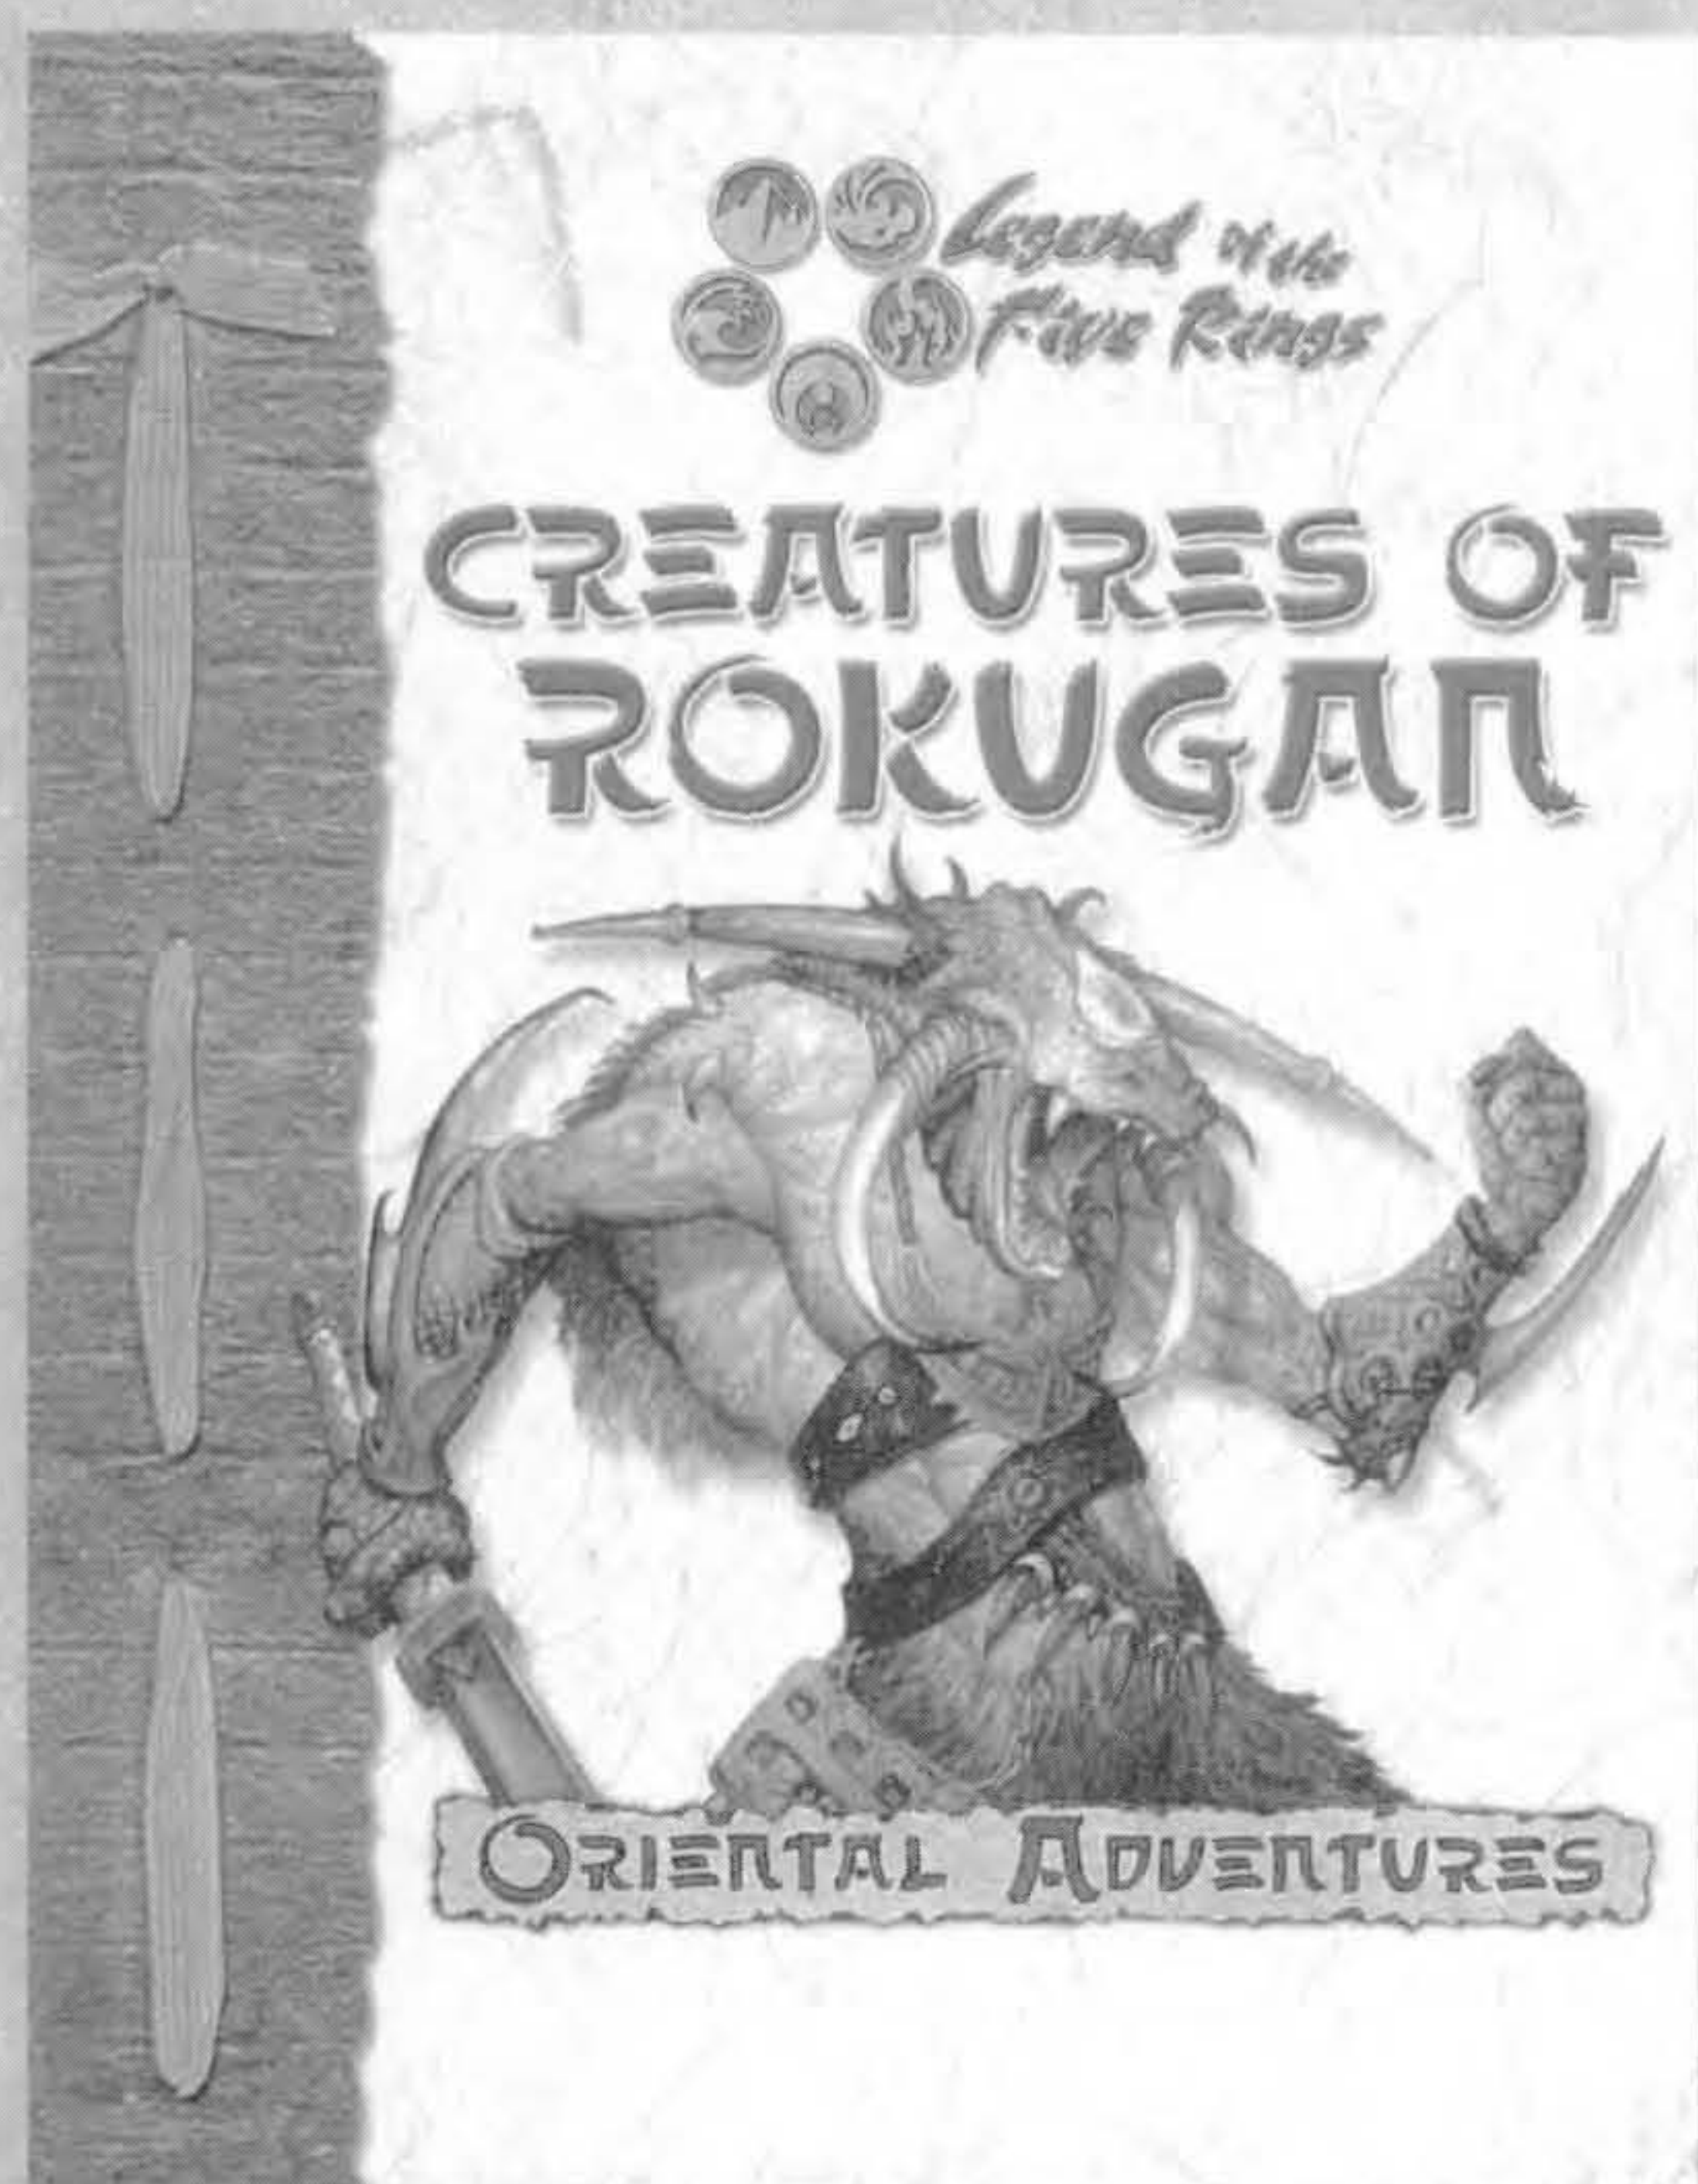 Legend of the
Five Rings
CREATURES OF
ROKUGAN
ORIENTAL ADVENTURES